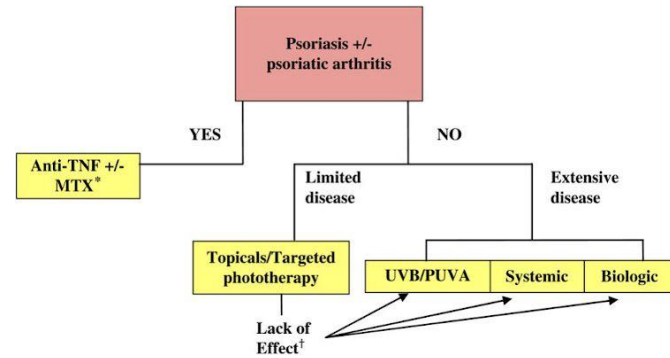 Psoriasis +/-
psoriatic arthritis
YES
NO
Anti-TNF +/-
MTX*
Limited
disease
Extensive
disease
Topicals/Targeted
phototherapy
UVB/PUVA
Systemic
Biologic
Lack of
Effect†